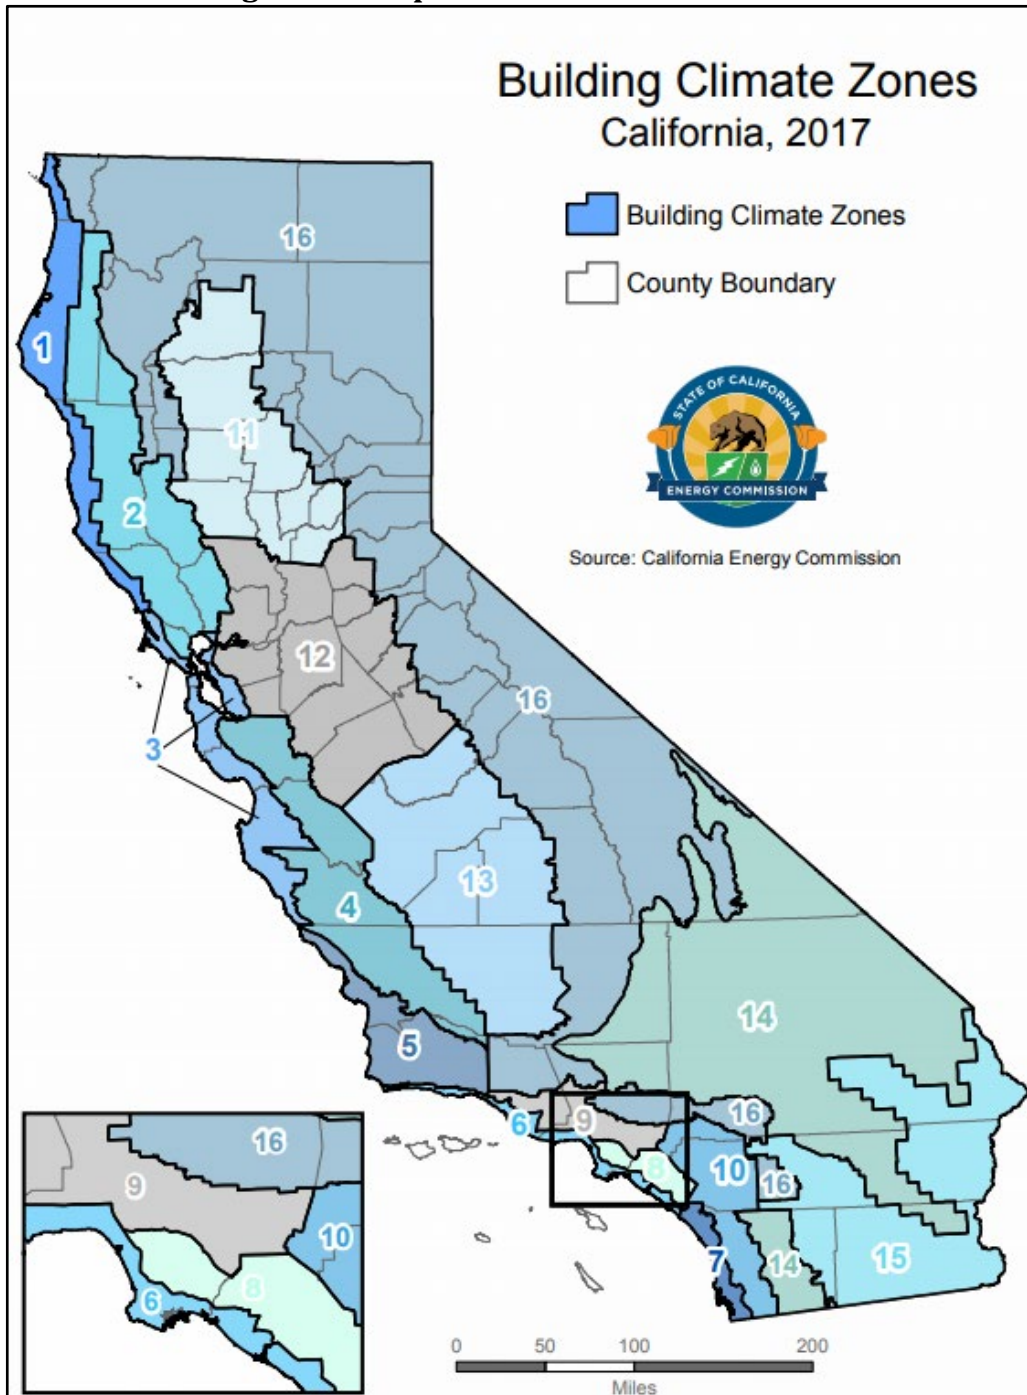 Building Climate Zones
California, 2017
Building Climate Zones
County Boundary
STATE OF CALIFORNIA
ENERGY COMMISSION
Source: California Energy Commission
16
1
11
2
12
16
3
13
4
14
5
6
9
16
8
10
16
7
14
15
16
9
10
8
6
0 50 100 200
Miles